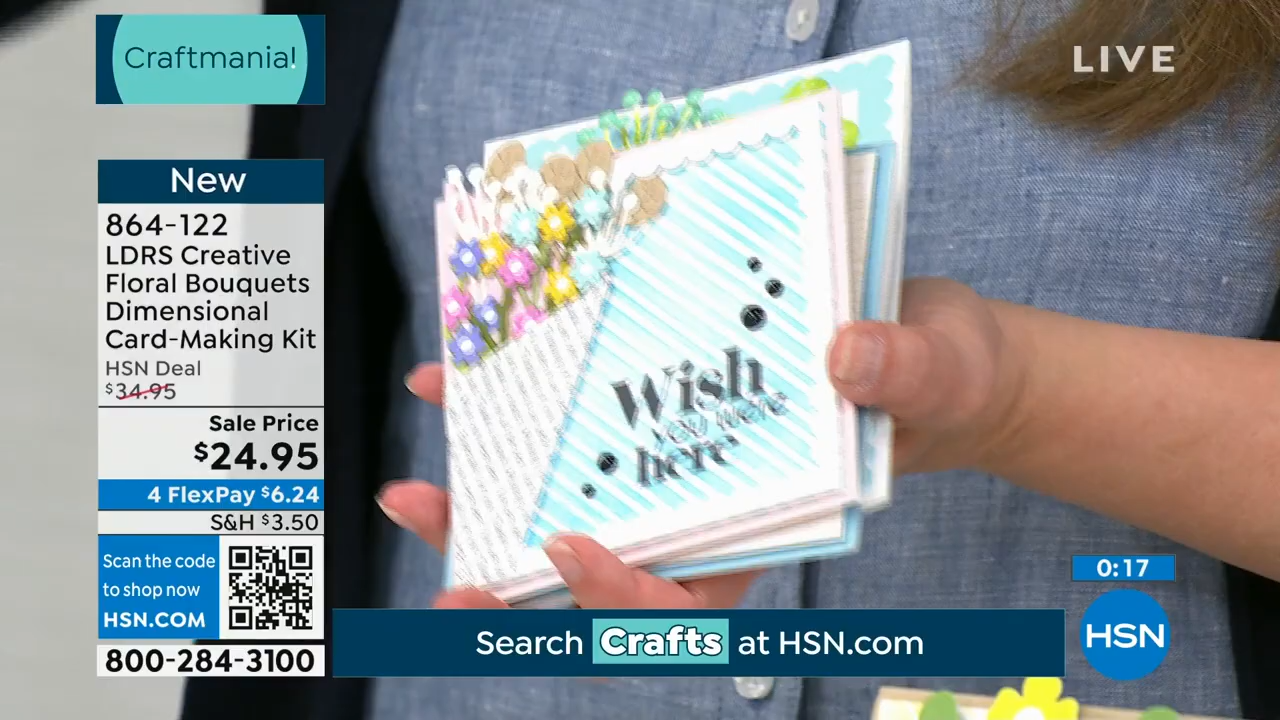 Craftmania!
LIVE
New
864-122
LDRS Creative
Floral Bouquets
Dimensional
Card-Making Kit
HSN Deal
$34.95
Sale Price
$24.95
4 FlexPay $6.24
S&H $3.50
Scan the code
to shop now
HSN.COM
800-284-3100
Wish
you were
here
0:17
HSN
Search Crafts at HSN.com